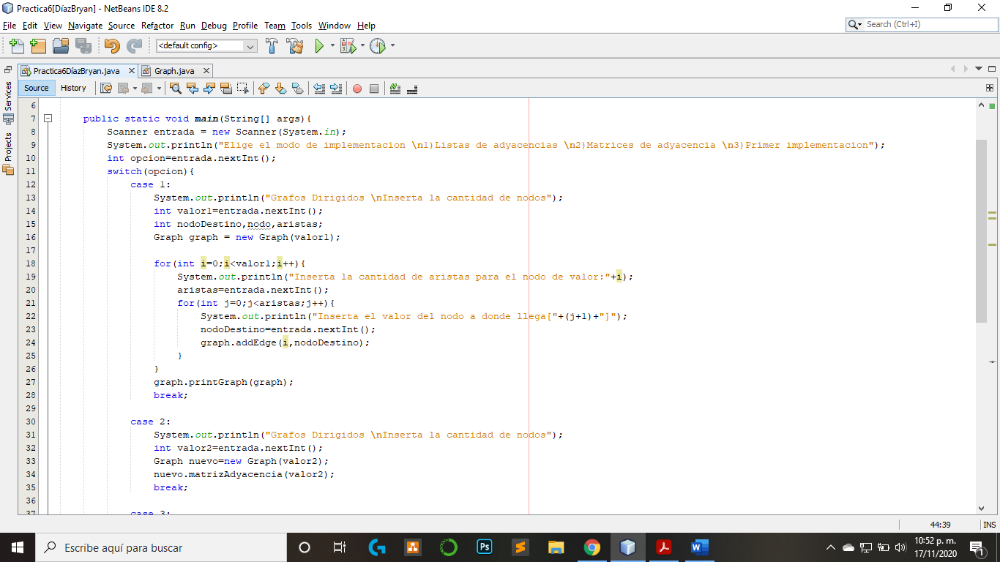 Practica6[DíazBryan] - NetBeans IDE 8.2
File Edit View Navigate Source Refactor Run Debug Profile Team Tools Window Help
Search (Ctrl+I)
<default config>
Practica6DíazBryan.java
Graph.java
Source History
Services
Projects
6
7 public static void main(String[] args){
8 Scanner entrada = new Scanner(System.in);
9 System.out.println("Elige el modo de implementacion \n1)Listas de adyacencias \n2)Matrices de adyacencia \n3)Primer implementacion");
10 int opcion=entrada.nextInt();
11 switch(opcion){
12 case 1:
13 System.out.println("Grafos Dirigidos \nInserta la cantidad de nodos");
14 int valor1=entrada.nextInt();
15 int nodoDestino,nodo,aristas;
16 Graph graph = new Graph(valor1);
17
18 for(int i=0;i<valor1;i++){
19 System.out.println("Inserta la cantidad de aristas para el nodo de valor:"+i);
20 aristas=entrada.nextInt();
21 for(int j=0;j<aristas;j++){
22 System.out.println("Inserta el valor del nodo a donde llega["+(j+1)+"]");
23 nodoDestino=entrada.nextInt();
24 graph.addEdge(i,nodoDestino);
25 }
26 }
27 graph.printGraph(graph);
28 break;
29
30 case 2:
31 System.out.println("Grafos Dirigidos \nInserta la cantidad de nodos");
32 int valor2=entrada.nextInt();
33 Graph nuevo=new Graph(valor2);
34 nuevo.matrizAdyacencia(valor2);
35 break;
36
37 case 3:
44:39 INS
Escribe aquí para buscar
Ps
W
10:52 p. m.
17/11/2020
1